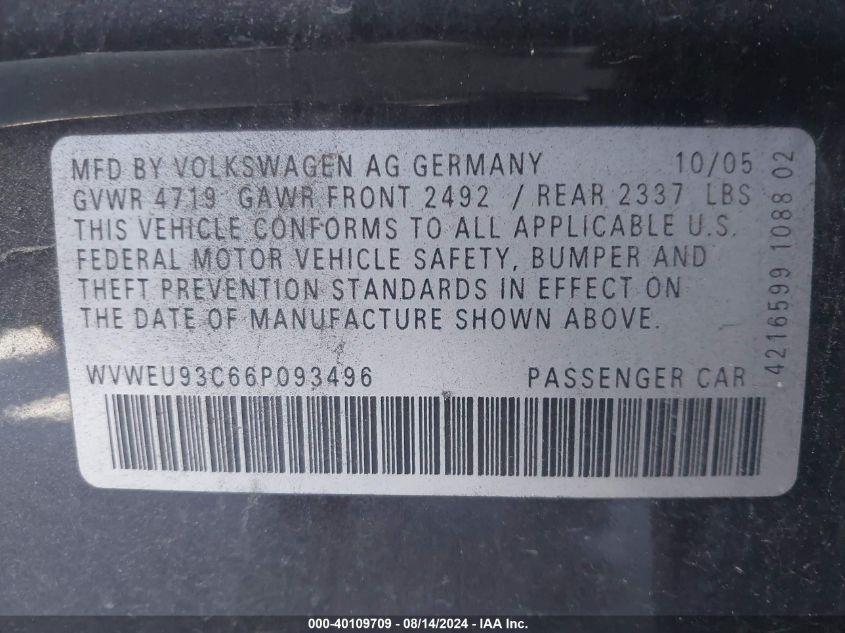 MFD BY VOLKSWAGEN AG GERMANY 10/05
GVWR 4719 GAWR FRONT 2492 / REAR 2337 LBS
THIS VEHICLE CONFORMS TO ALL APPLICABLE U.S.
FEDERAL MOTOR VEHICLE SAFETY, BUMPER AND
THEFT PREVENTION STANDARDS IN EFFECT ON
THE DATE OF MANUFACTURE SHOWN ABOVE.
WVWEU93C66P093496 PASSENGER CAR
4216599 1088 02
000-40109709 - 08/14/2024 - IAA Inc.